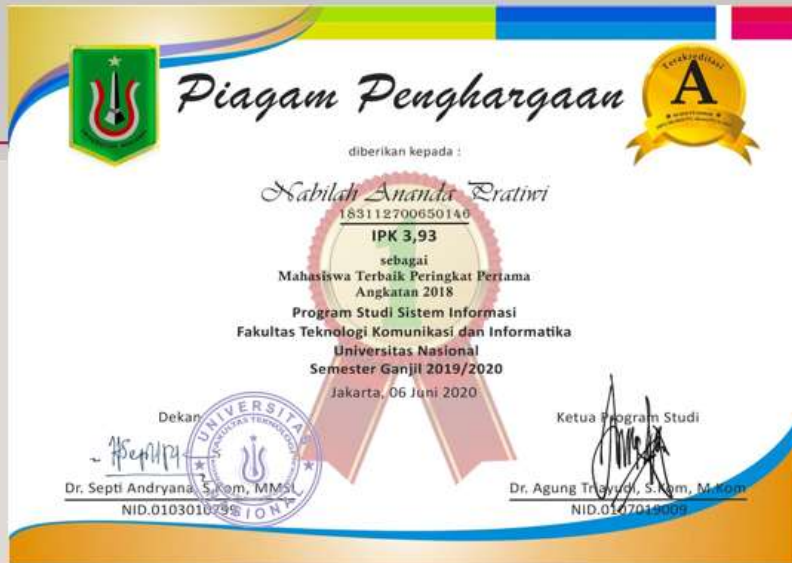 Piagam Penghargaan
Terakreditasi
A
diberikan kepada :
Nabilah Ananda Pratiwi
183112700650146
IPK 3,93
sebagai
Mahasiswa Terbaik Peringkat Pertama
Angkatan 2018
Program Studi Sistem Informasi
Fakultas Teknologi Komunikasi dan Informatika
Universitas Nasional
Semester Ganjil 2019/2020
Jakarta, 06 Juni 2020
Dekan
Ketua Program Studi
UNIVERSITAS
NASIONAL
FAKULTAS TEKNOLOGI
Dr. Septi Andryana, S.Kom, MMSI
Dr. Agung Triayudi, S.Kom, M.Kom
NID.0103010799
NID.0107019009